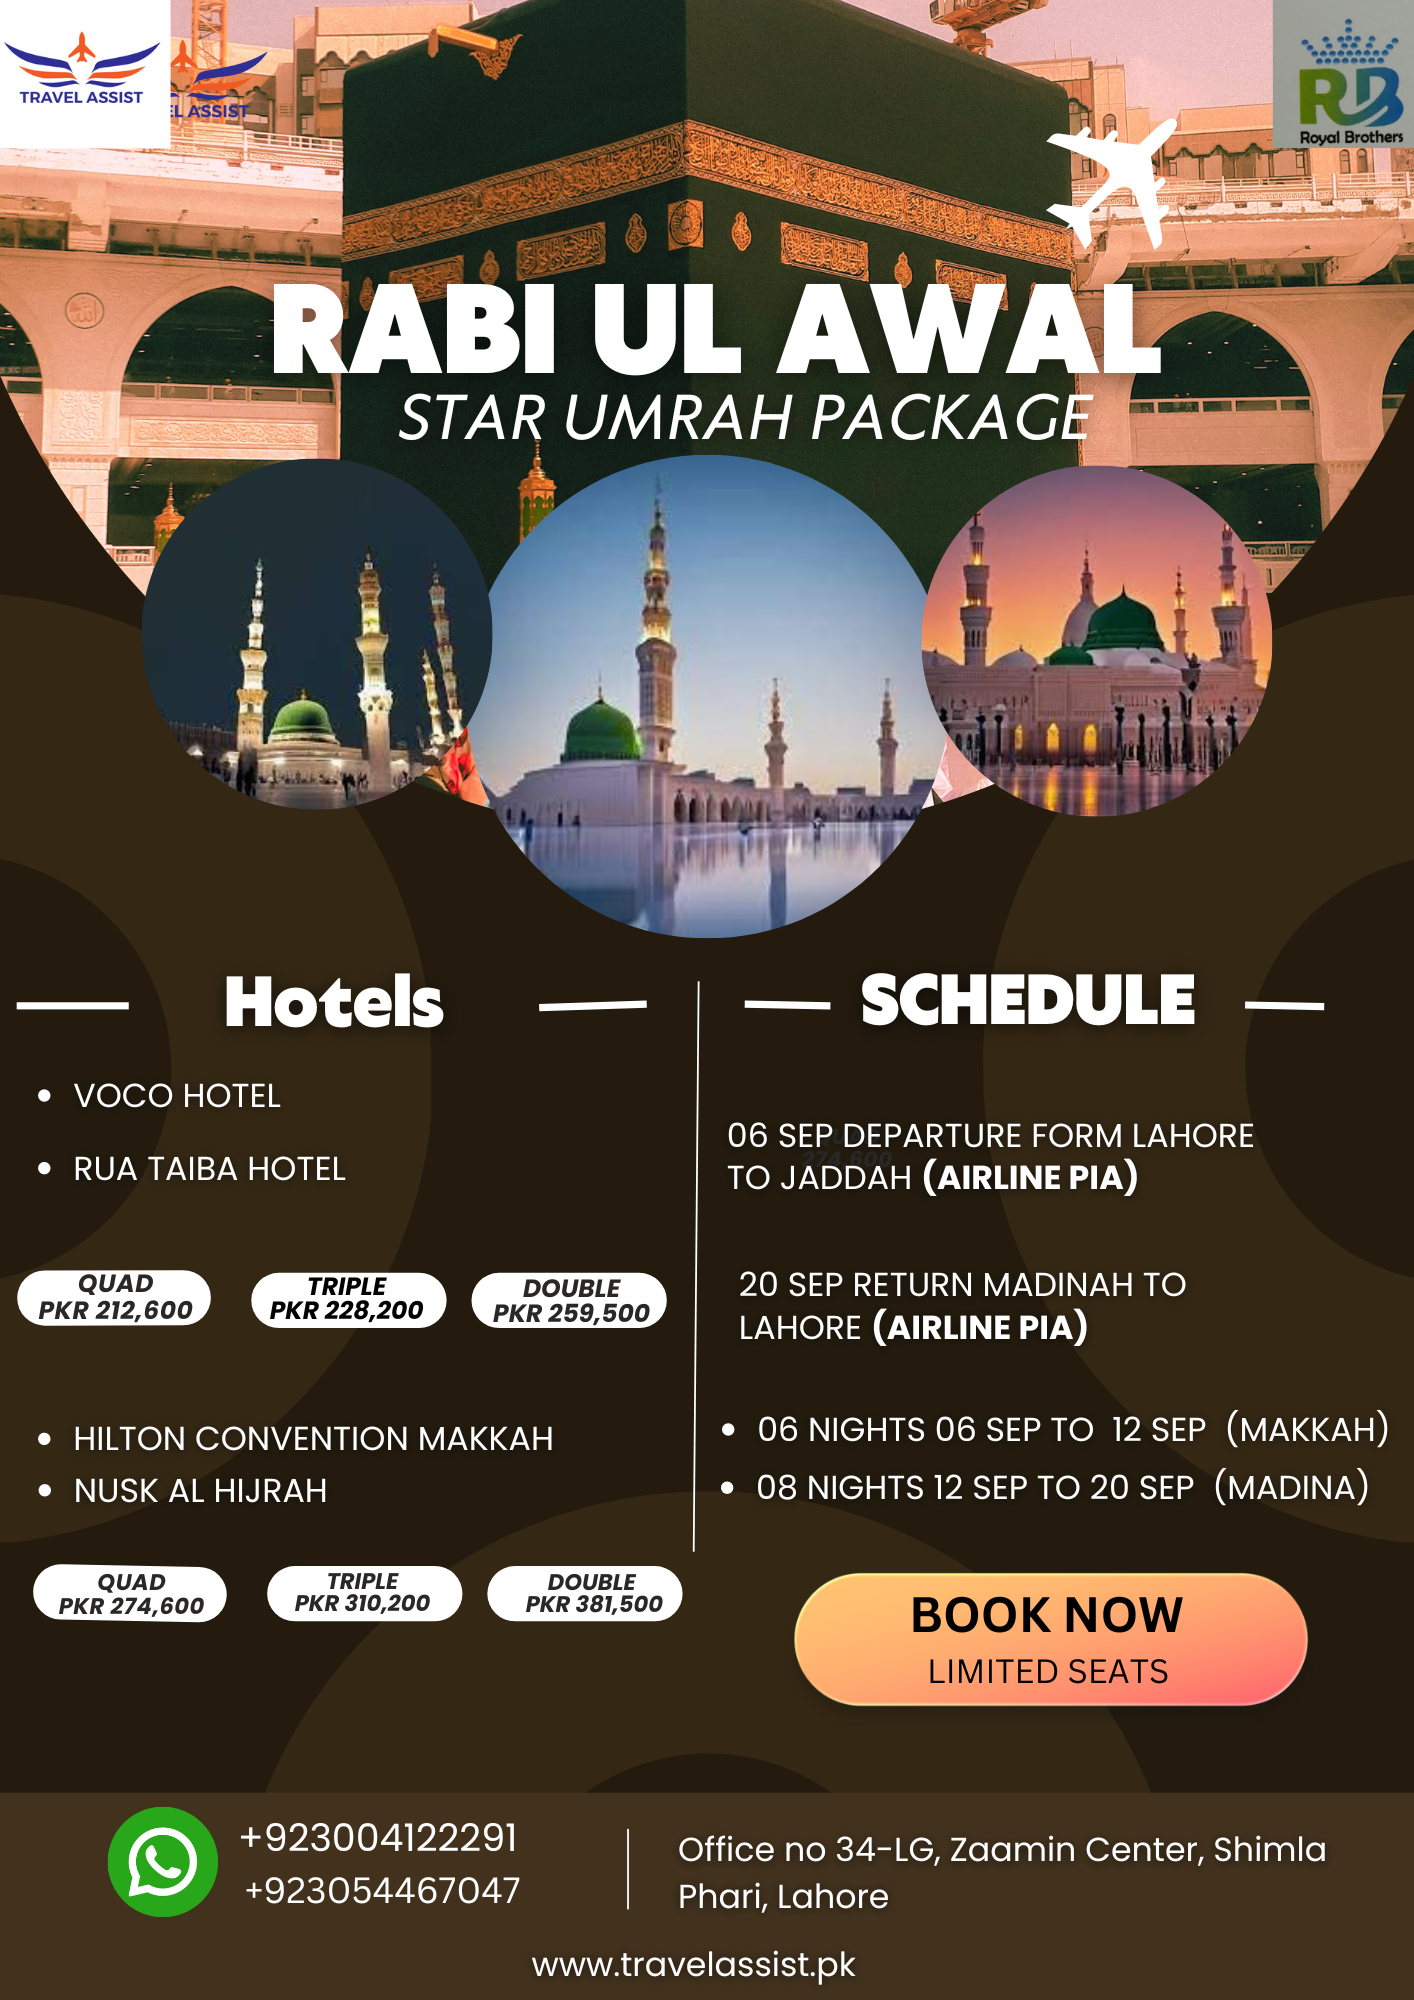 TRAVEL ASSIST
EL ASSIST
RB
Royal Brothers
RABI UL AWAL
STAR UMRAH PACKAGE
Hotels
VOCO HOTEL
RUA TAIBA HOTEL
QUAD
PKR 212,600
TRIPLE
PKR 228,200
DOUBLE
PKR 259,500
HILTON CONVENTION MAKKAH
NUSK AL HIJRAH
QUAD
PKR 274,600
TRIPLE
PKR 310,200
DOUBLE
PKR 381,500
SCHEDULE
06 SEP DEPARTURE FORM LAHORE
274,600
TO JADDAH (AIRLINE PIA)
20 SEP RETURN MADINAH TO
LAHORE (AIRLINE PIA)
06 NIGHTS 06 SEP TO 12 SEP (MAKKAH)
08 NIGHTS 12 SEP TO 20 SEP (MADINA)
BOOK NOW
LIMITED SEATS
+923004122291
+923054467047
Office no 34-LG, Zaamin Center, Shimla
Phari, Lahore
www.travelassist.pk